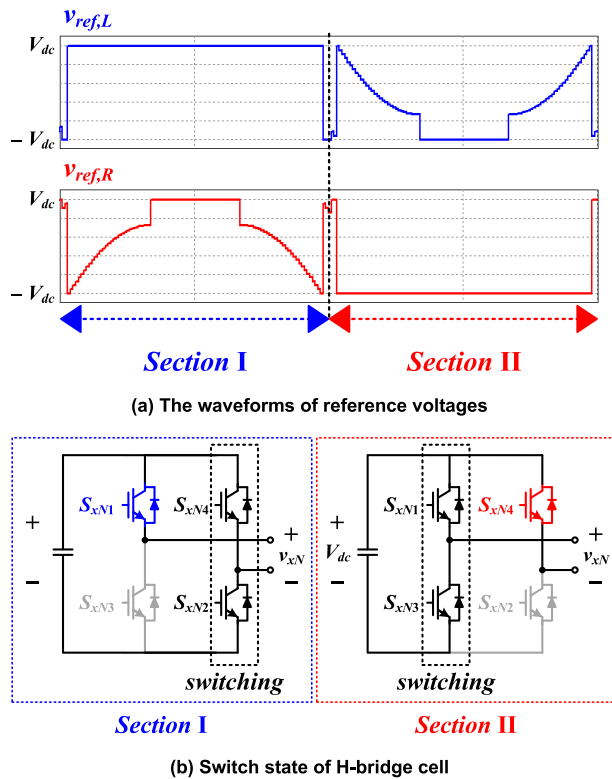 v_ref,L
V_dc
− V_dc
v_ref,R
V_dc
− V_dc
Section I
Section II
(a) The waveforms of reference voltages
+
S_xN1
S_xN4
+
v_xN
−
−
S_xN3
S_xN2
switching
Section I
+
S_xN1
S_xN4
+
V_dc
v_xN
−
−
S_xN3
S_xN2
switching
Section II
(b) Switch state of H-bridge cell